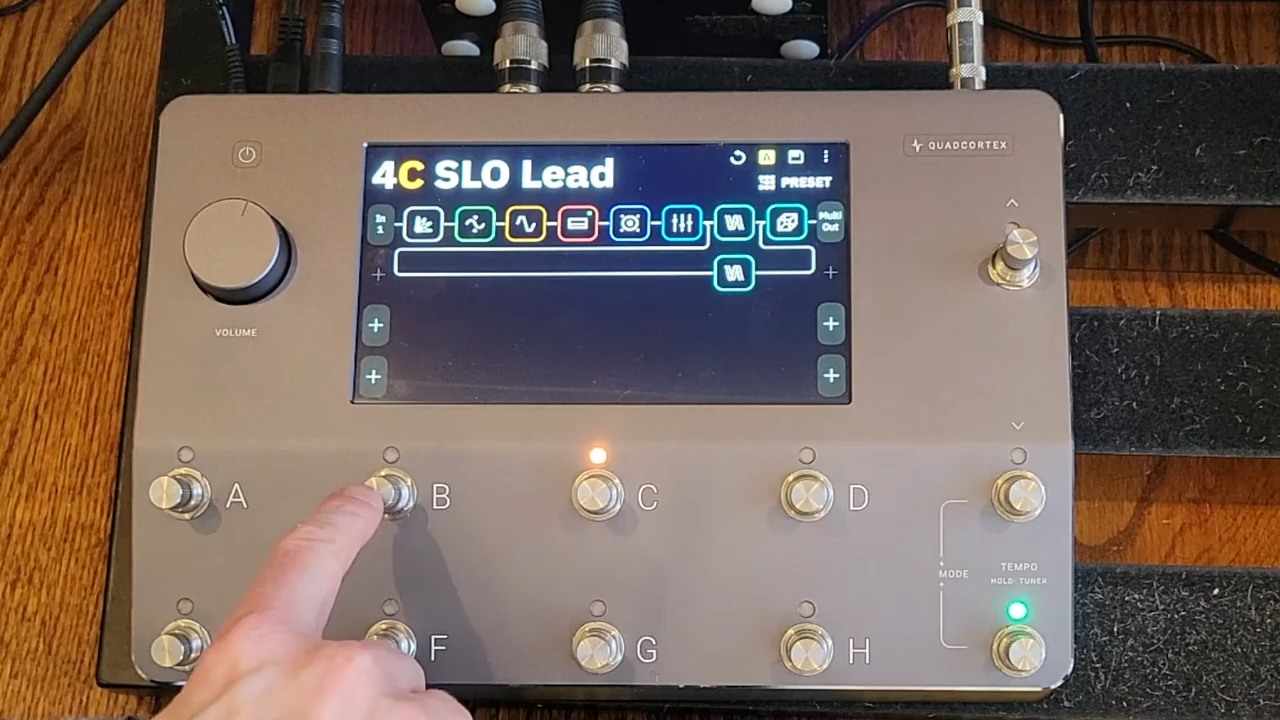 QUADCORTEX
4C SLO Lead
A
PRESET
In
1
Multi
Out
VOLUME
A
B
C
D
TEMPO
HOLD TUNER
MODE
F
G
H